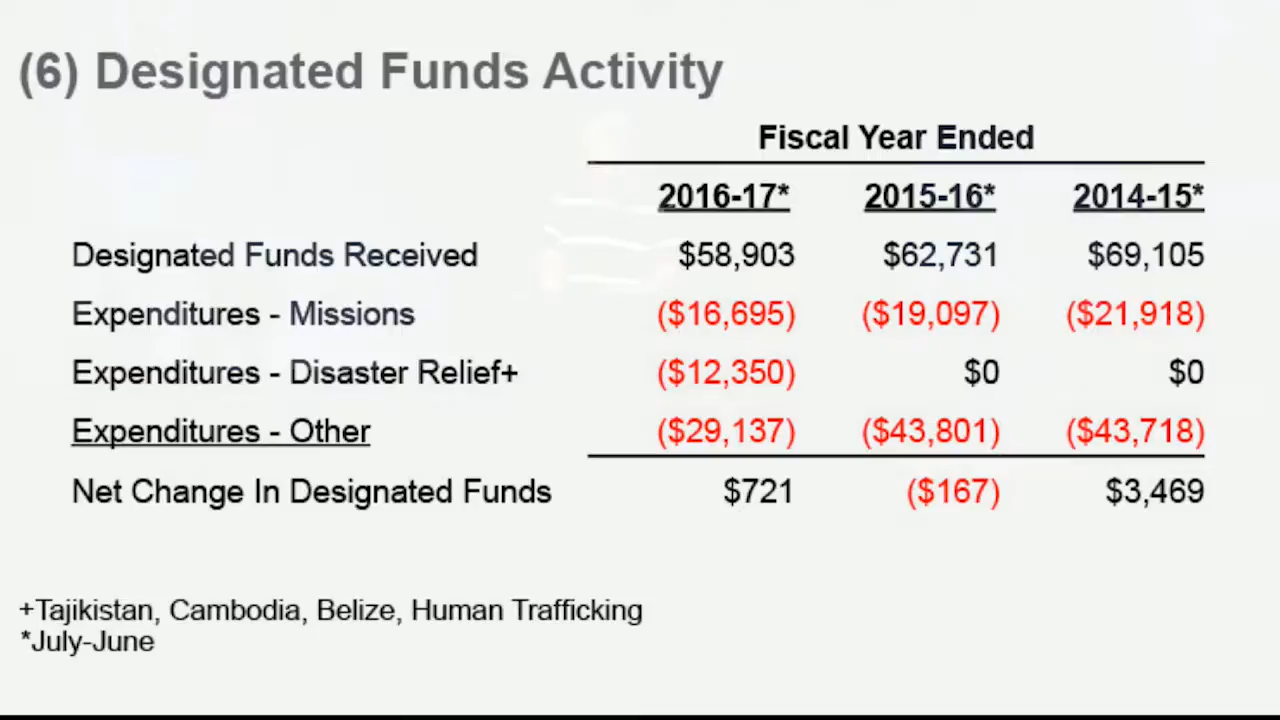 (6) Designated Funds Activity
Fiscal Year Ended
2016-17* 2015-16* 2014-15*
Designated Funds Received $58,903 $62,731 $69,105
Expenditures - Missions ($16,695) ($19,097) ($21,918)
Expenditures - Disaster Relief+ ($12,350) $0 $0
Expenditures - Other ($29,137) ($43,801) ($43,718)
Net Change In Designated Funds $721 ($167) $3,469
+Tajikistan, Cambodia, Belize, Human Trafficking
*July-June